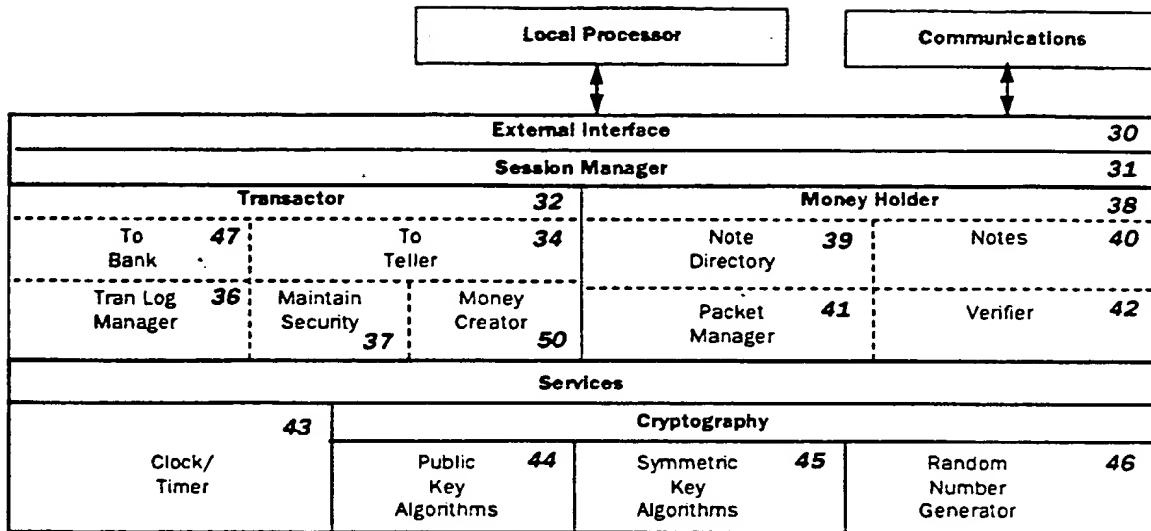 Local Processor
Communications
External Interface 30
Session Manager 31
Transactor 32
Money Holder 38
To Bank 47
To Teller 34
Note Directory 39
Notes 40
Tran Log Manager 36
Maintain Security 37
Money Creator 50
Packet Manager 41
Verifier 42
Services
43
Cryptography
Clock/
Timer
Public 44
Key
Algorithms
Symmetric 45
Key
Algorithms
Random 46
Number
Generator